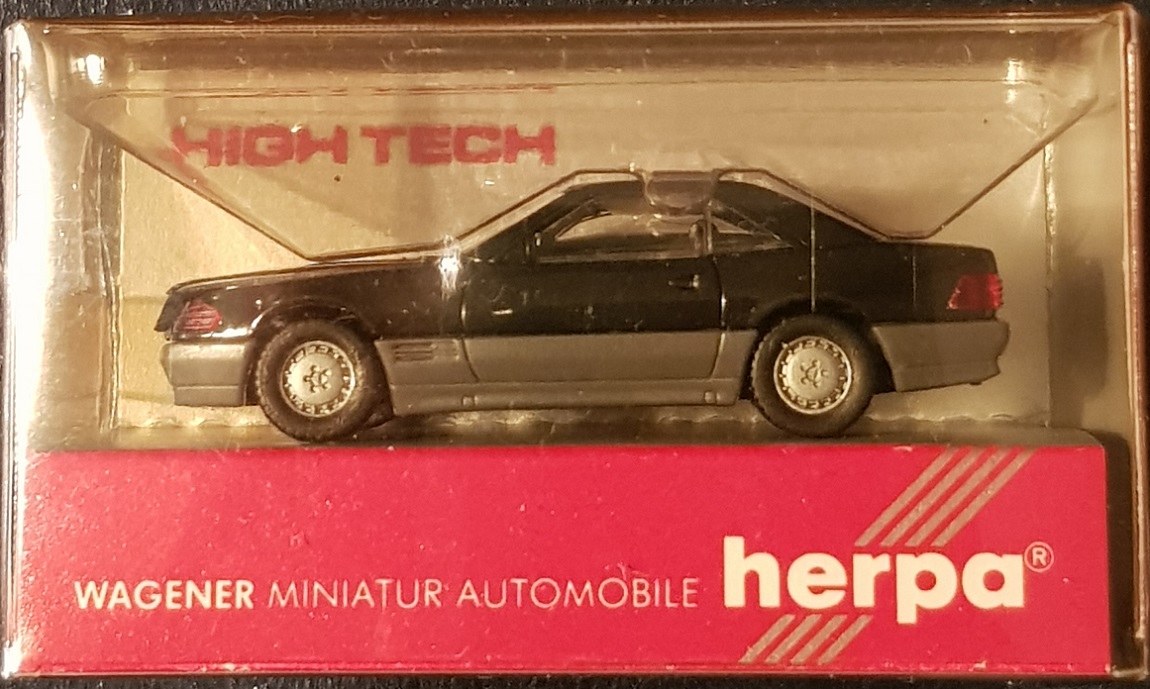 HIGH TECH
WAGENER MINIATUR AUTOMOBILE herpa®